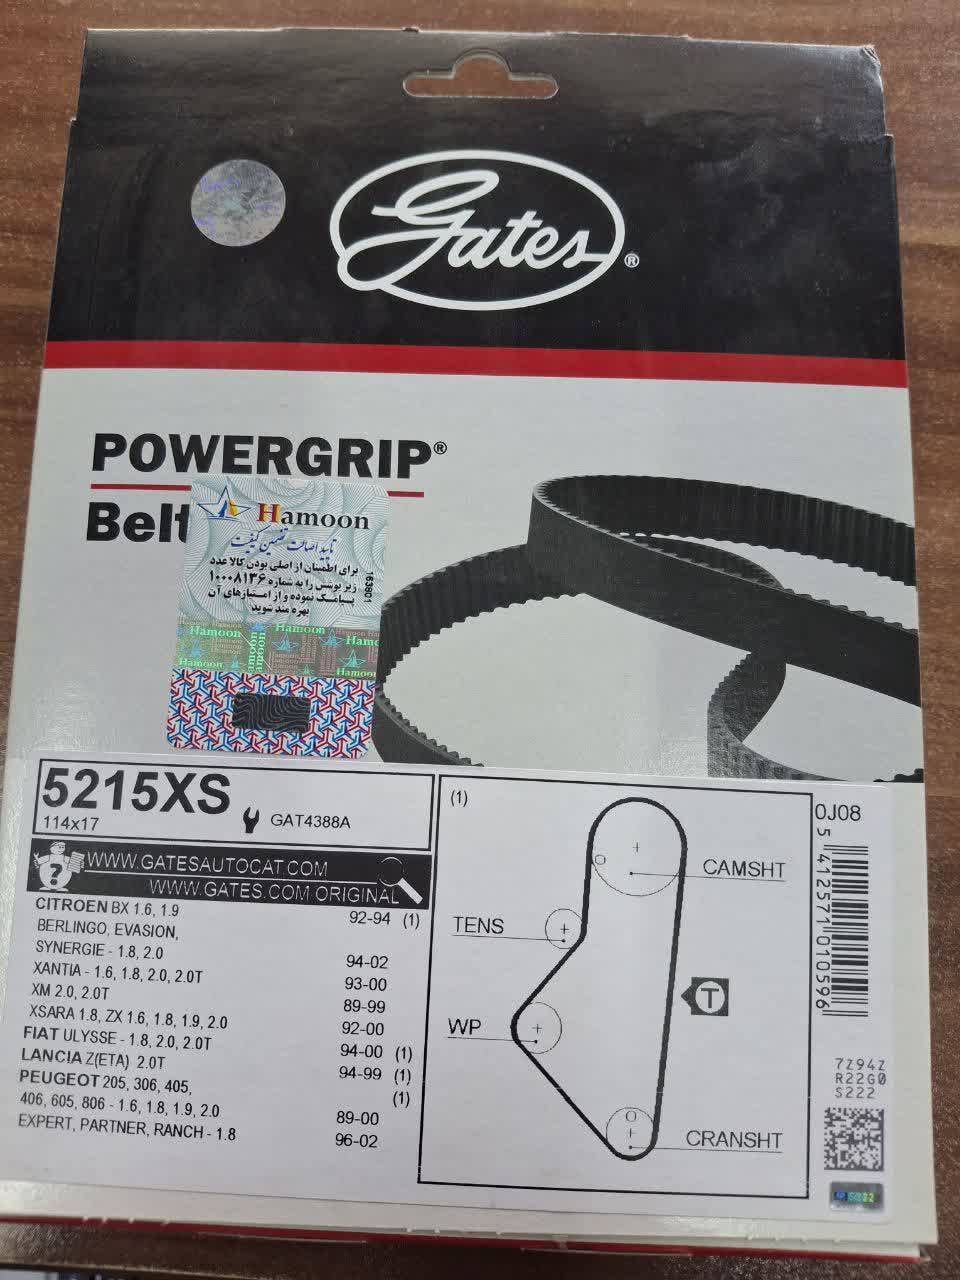 Gates®
POWERGRIP®
Belt
Hamoon
تایید اصالت تضمین کیفیت
برای اطمینان از اصلی بودن کالا عدد
زیر پوشش را به شماره ۱۰۰۰۸۱۳۶
پیامک نموده و از امتیازهای آن
بهره مند شوید
163801
Hamoon Hamoon Hamoon
Hamoon Hamoon
5215XS
114x17
GAT4388A
WWW.GATESAUTOCAT.COM
WWW.GATES.COM ORIGINAL
CITROEN BX 1.6, 1.9 92-94 (1)
BERLINGO, EVASION,
SYNERGIE - 1.8, 2.0 94-02
XANTIA - 1.6, 1.8, 2.0, 2.0T 93-00
XM 2.0, 2.0T 89-99
XSARA 1.8, ZX 1.6, 1.8, 1.9, 2.0 92-00
FIAT ULYSSE - 1.8, 2.0, 2.0T 94-00 (1)
LANCIA Z(ETA) 2.0T 94-99 (1)
PEUGEOT 205, 306, 405, (1)
406, 605, 806 - 1.6, 1.8, 1.9, 2.0 89-00
EXPERT, PARTNER, RANCH - 1.8 96-02
(1)
CAMSHT
TENS
T
WP
CRANSHT
0J08
5 412571 010596
7Z94Z
R22G0
S222
S222